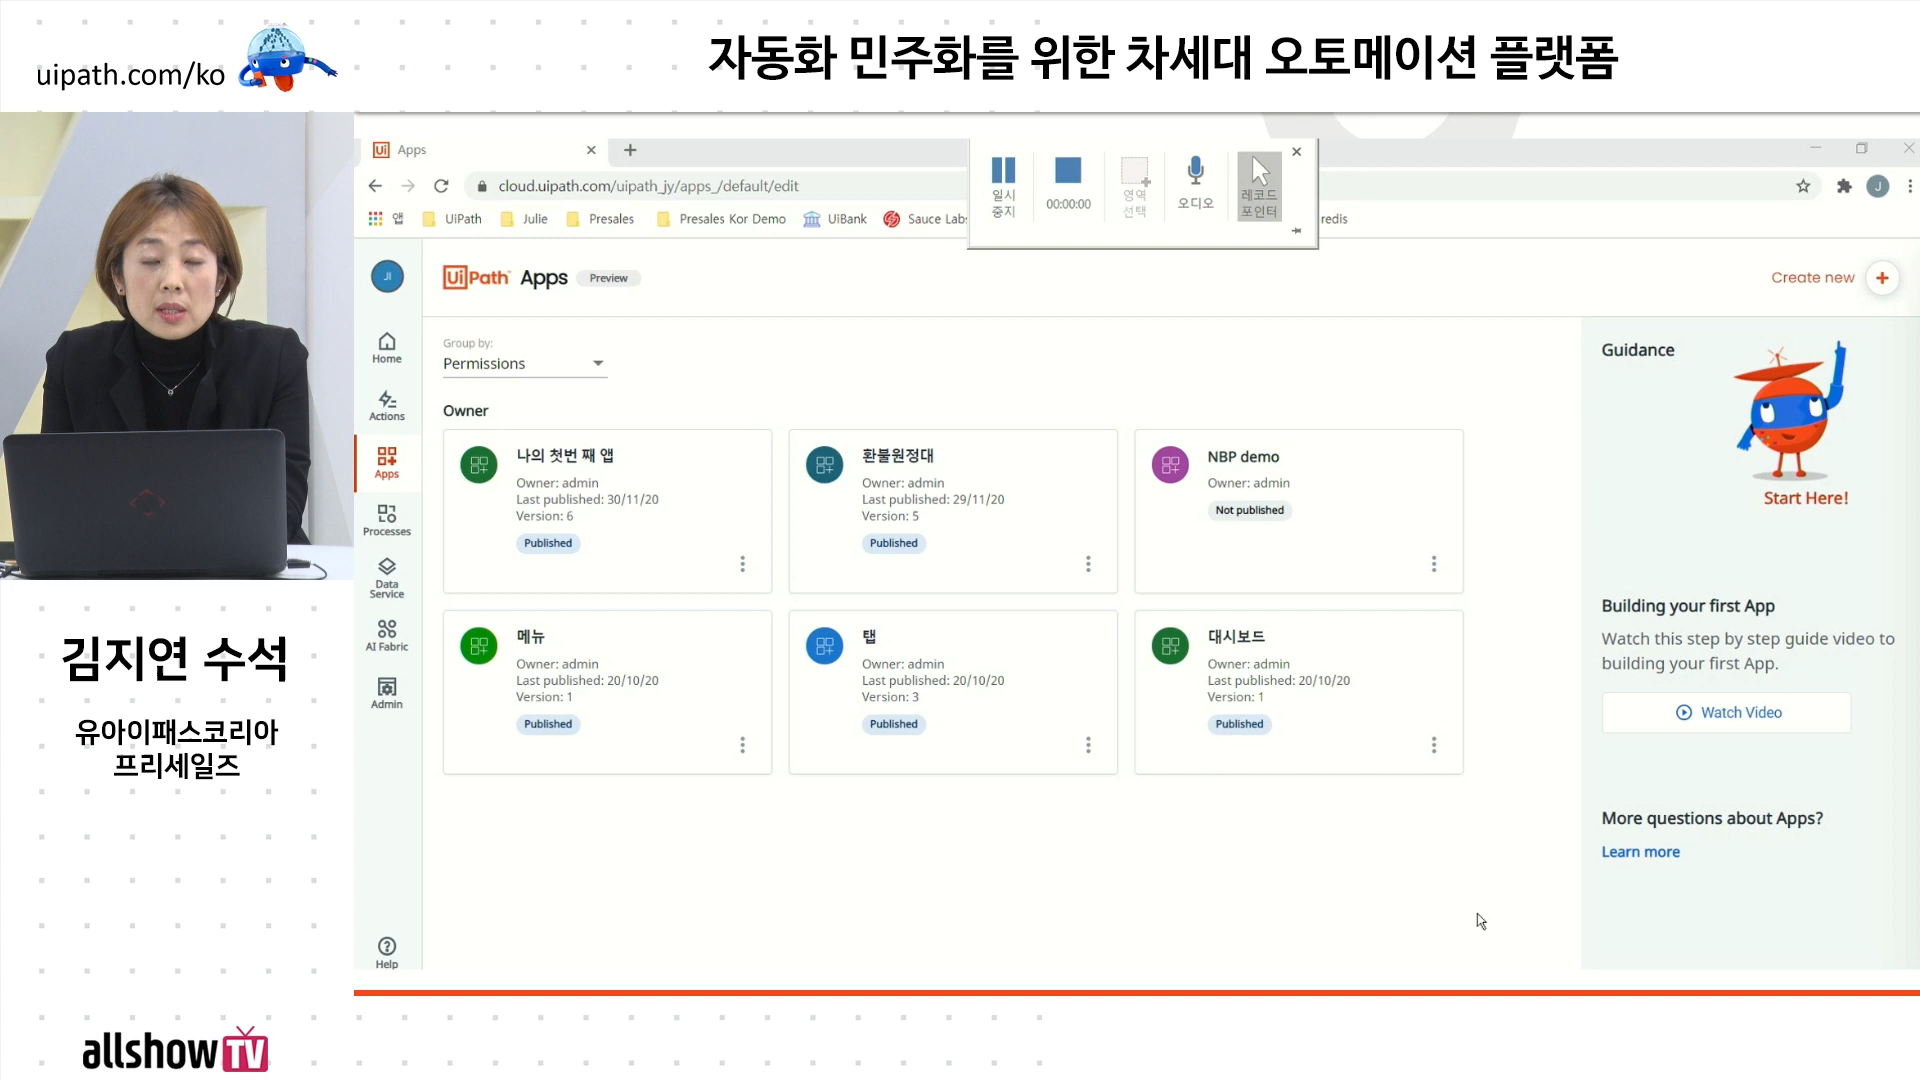 uipath.com/ko
자동화 민주화를 위한 차세대 오토메이션 플랫폼
Apps
cloud.uipath.com/uipath_jy/apps_/default/edit
앱
UiPath
Julie
Presales
Presales Kor Demo
UiBank
Sauce Labs
redis
일시
중지
00:00:00
영역
선택
오디오
레코드
포인터
J
JI
Home
Actions
Apps
Processes
Data
Service
AI Fabric
Admin
Help
UiPath Apps
Preview
Create new
Group by:
Permissions
Owner
나의 첫번 째 앱
Owner: admin
Last published: 30/11/20
Version: 6
Published
환불원정대
Owner: admin
Last published: 29/11/20
Version: 5
Published
NBP demo
Owner: admin
Not published
메뉴
Owner: admin
Last published: 20/10/20
Version: 1
Published
탭
Owner: admin
Last published: 20/10/20
Version: 3
Published
대시보드
Owner: admin
Last published: 20/10/20
Version: 1
Published
Guidance
Start Here!
Building your first App
Watch this step by step guide video to
building your first App.
Watch Video
More questions about Apps?
Learn more
김지연 수석
유아이패스코리아
프리세일즈
allshowTV